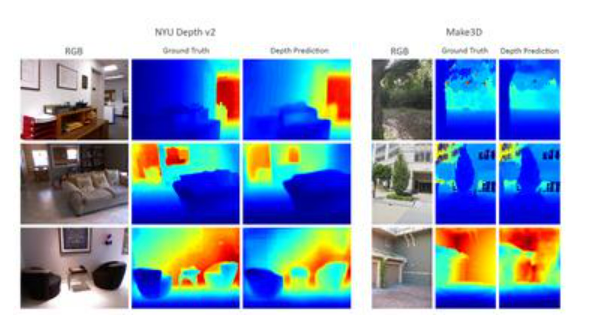 NYU Depth v2
Make3D
RGB
Ground Truth
Depth Prediction
RGB
Ground Truth
Depth Prediction